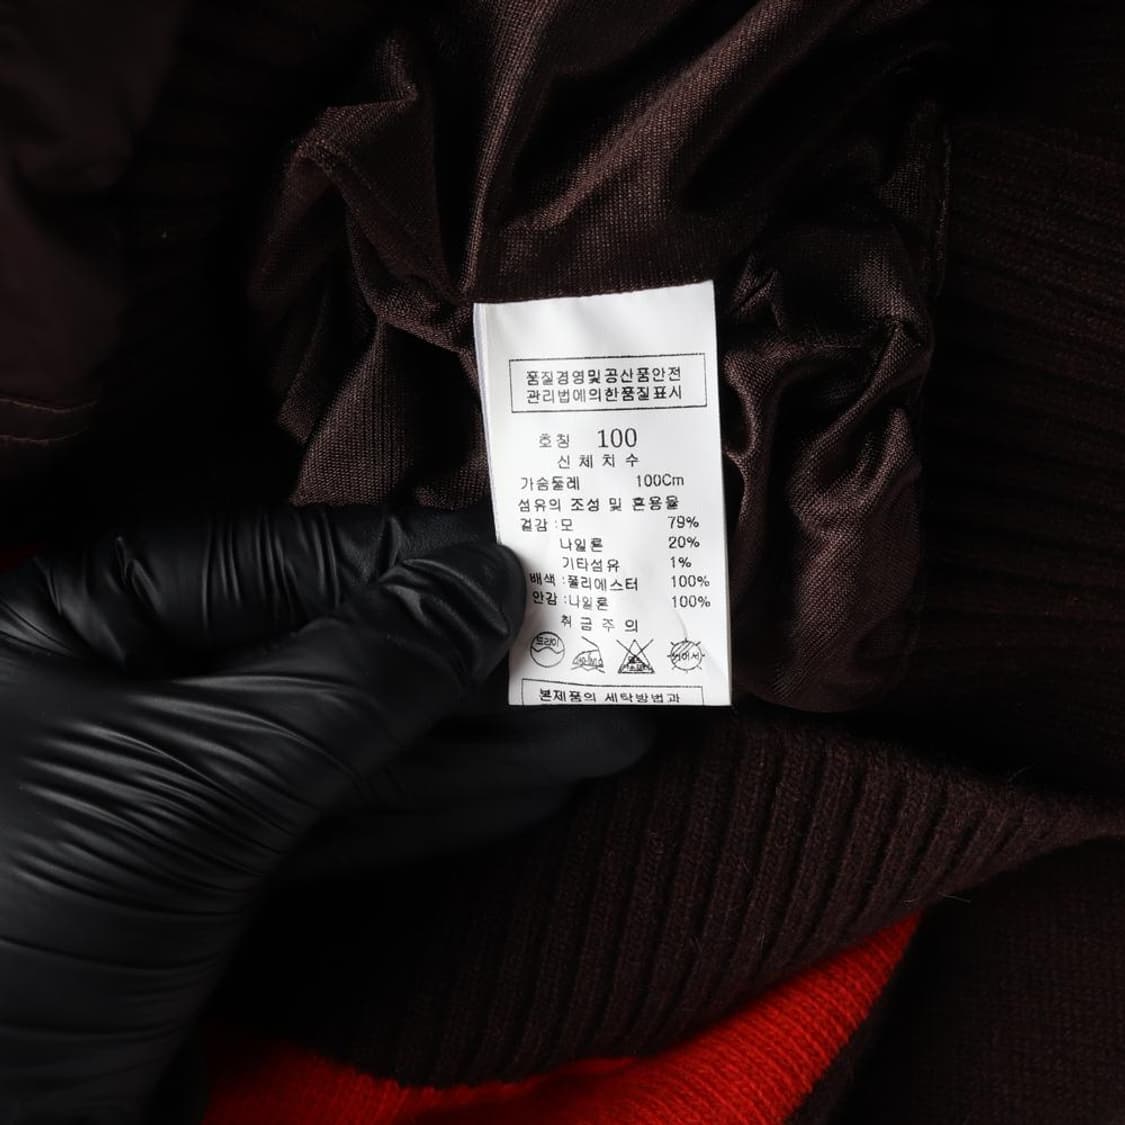 품질경영및공산품안전
관리법에의한품질표시
호칭 100
신체치수
가슴둘레 100Cm
섬유의 조성 및 혼용율
겉감 : 모 79%
나일론 20%
기타섬유 1%
배색 : 폴리에스터 100%
안감 : 나일론 100%
취급주의
드라이
본제품의 세탁방법과